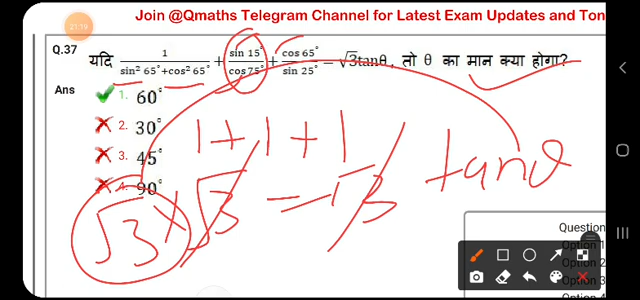 Join @Qmaths Telegram Channel for Latest Exam Updates and Ton
21:19
Q.37 यदि 1/(sin² 65°+cos² 65°) + sin 15°/cos 75° + cos 65°/sin 25° = √3tanθ, तो θ का मान क्या होगा?
Ans
1. 60°
2. 30°
3. 45°
4. 90°
1 + 1 + 1
√3 × √3 = √3 tanθ
Question
Option 1
Option 2
Option 3
Option 4